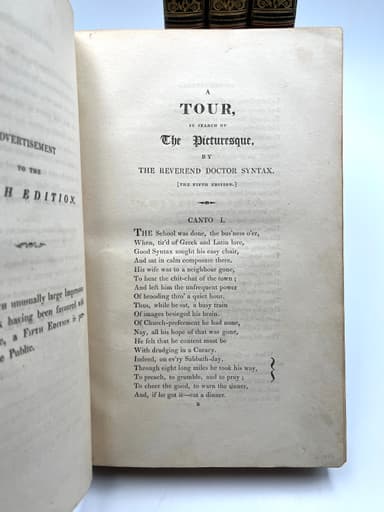 DVERTISEMENT
TO THE
H EDITION.
n unusually large Impression
k having been favoured with
e, a FIFTH EDITION is
e Public.
A
TOUR,
IN SEARCH OF
The Picturesque,
BY
THE REVEREND DOCTOR SYNTAX.
[THE FIFTH EDITION.]
CANTO I.
THE School was done, the bus'ness o'er,
When, tir'd of Greek and Latin lore,
Good Syntax sought his easy chair,
And sat in calm composure there.
His wife was to a neighbour gone,
To hear the chit-chat of the town;
And left him the unfrequent power
Of brooding thro' a quiet hour.
Thus, while he sat, a busy train
Of images besieged his brain.
Of Church-preferment he had none,
Nay, all his hope of that was gone,
He felt that he content must be
With drudging in a Curacy.
Indeed, on ev'ry Sabbath-day,
Through eight long miles he took his way,
To preach, to grumble, and to pray;
To cheer the good, to warn the sinner,
And, if he got it—eat a dinner.
B